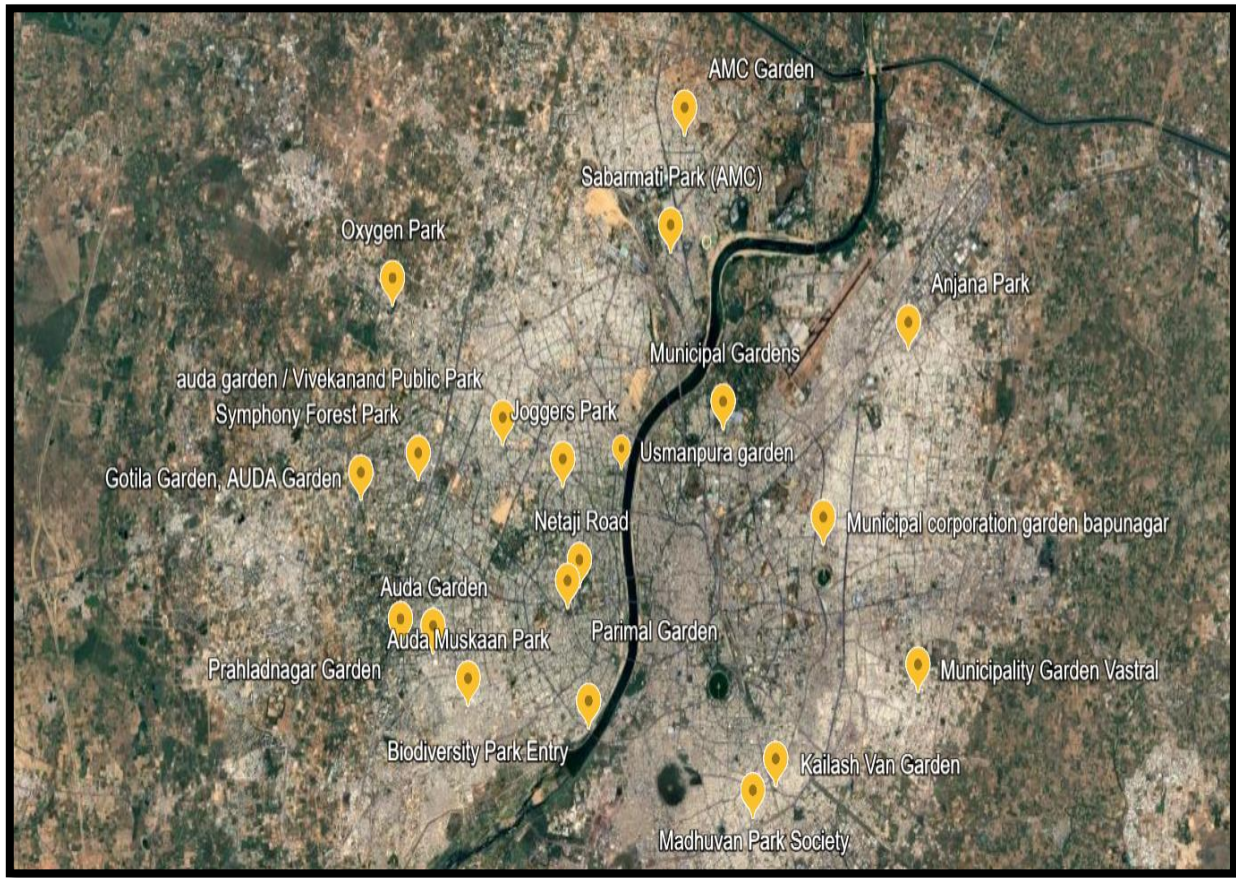 AMC Garden
Sabarmati Park (AMC)
Oxygen Park
Anjana Park
Municipal Gardens
auda garden / Vivekanand Public Park
Symphony Forest Park
Joggers Park
Usmanpura garden
Gotila Garden, AUDA Garden
Netaji Road
Municipal corporation garden bapunagar
Auda Garden
Parimal Garden
Auda Muskaan Park
Prahladnagar Garden
Municipality Garden Vastral
Biodiversity Park Entry
Kailash Van Garden
Madhuvan Park Society